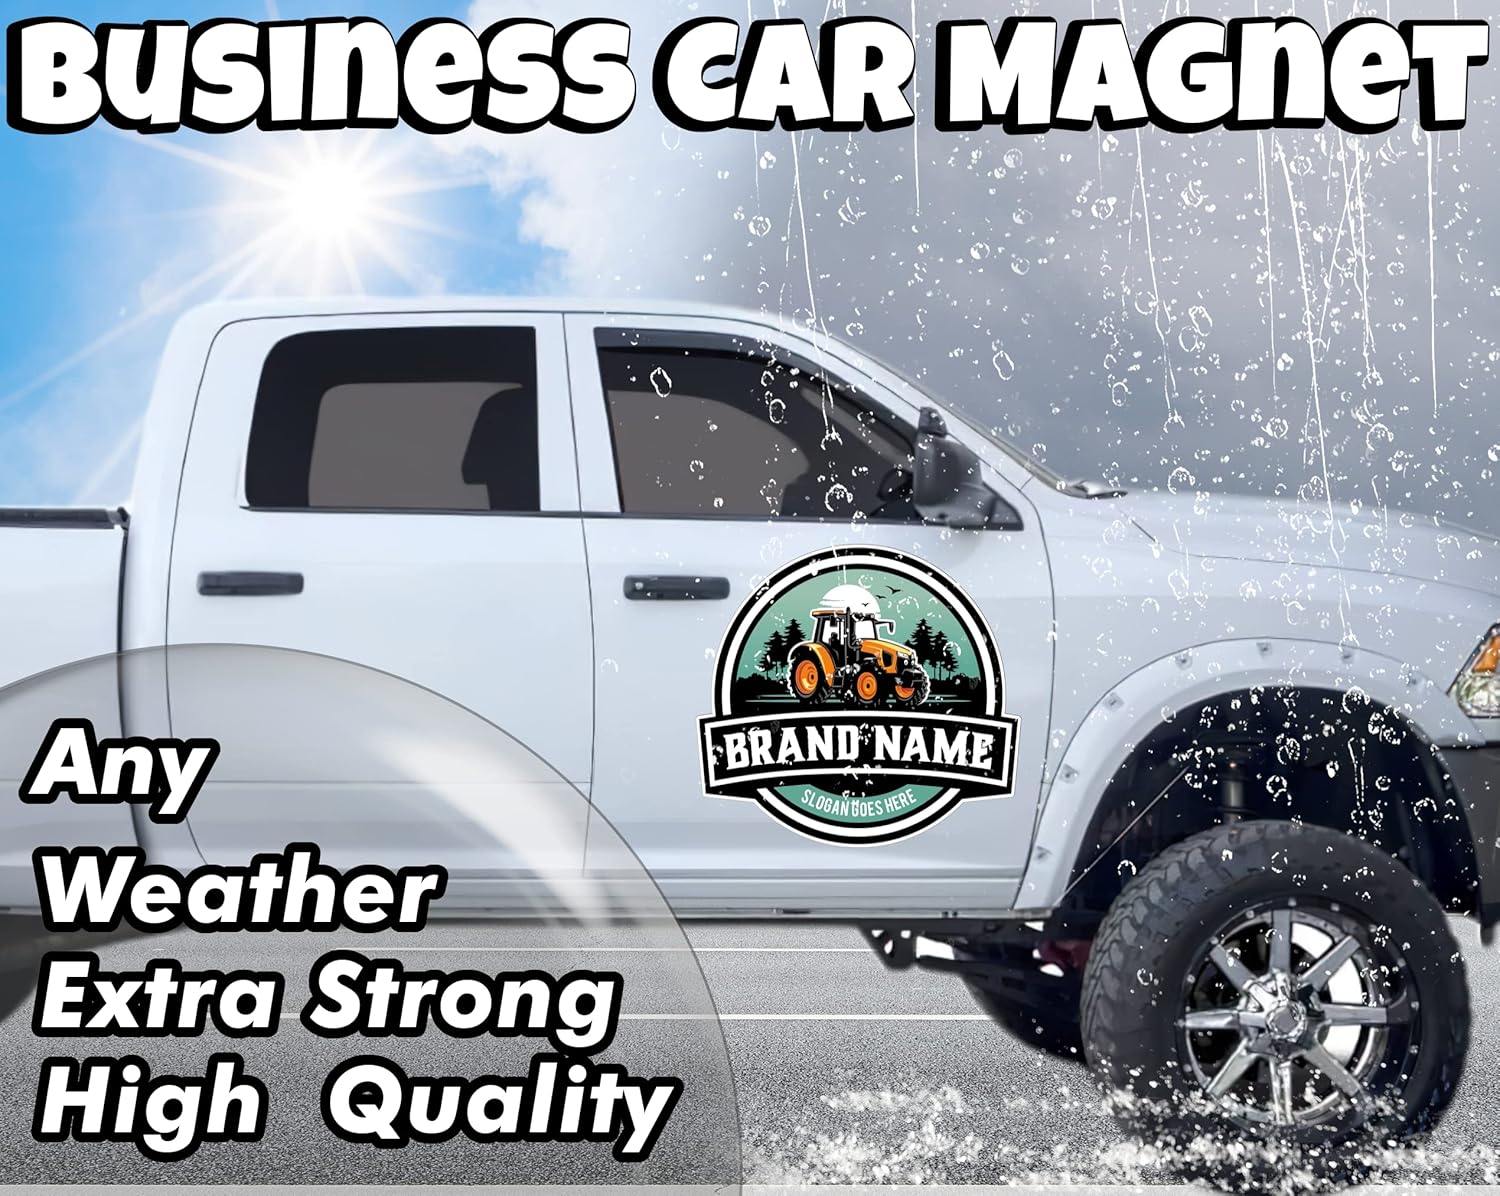 BUSINESS CAR MAGNET
BRAND NAME
SLOGAN GOES HERE
Any
Weather
Extra Strong
High Quality